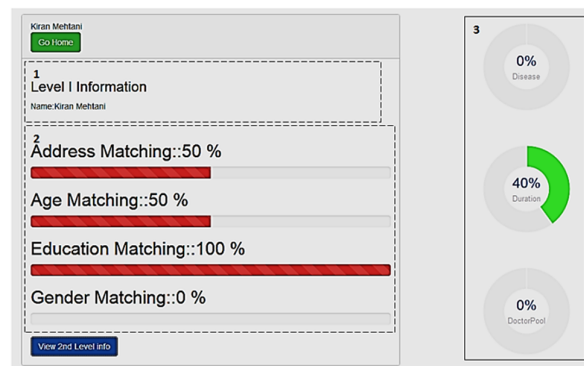 Kiran Mehtani
Go Home
1
Level I Information
Name:Kiran Mehtani
2
Address Matching::50 %
Age Matching::50 %
Education Matching::100 %
Gender Matching::0 %
View 2nd Level info
3
0%
Disease
40%
Duration
0%
DoctorPool